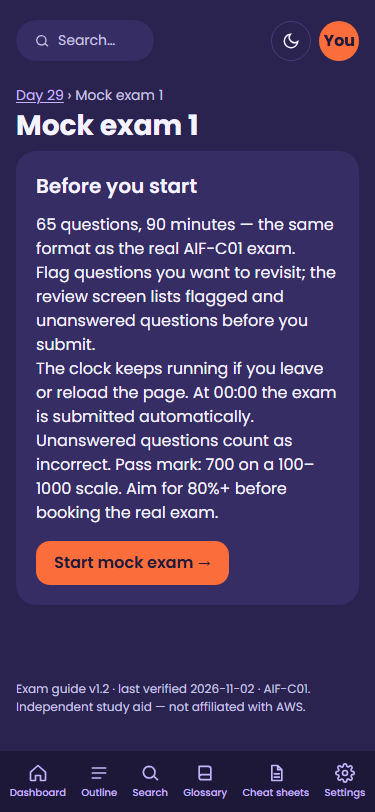 Search...
You
Day 29 › Mock exam 1
Mock exam 1
Before you start
65 questions, 90 minutes — the same
format as the real AIF-C01 exam.
Flag questions you want to revisit; the
review screen lists flagged and
unanswered questions before you
submit.
The clock keeps running if you leave
or reload the page. At 00:00 the exam
is submitted automatically.
Unanswered questions count as
incorrect. Pass mark: 700 on a 100–
1000 scale. Aim for 80%+ before
booking the real exam.
Start mock exam →
Exam guide v1.2 · last verified 2026-11-02 · AIF-C01.
Independent study aid — not affiliated with AWS.
Dashboard Outline Search Glossary Cheat sheets Settings